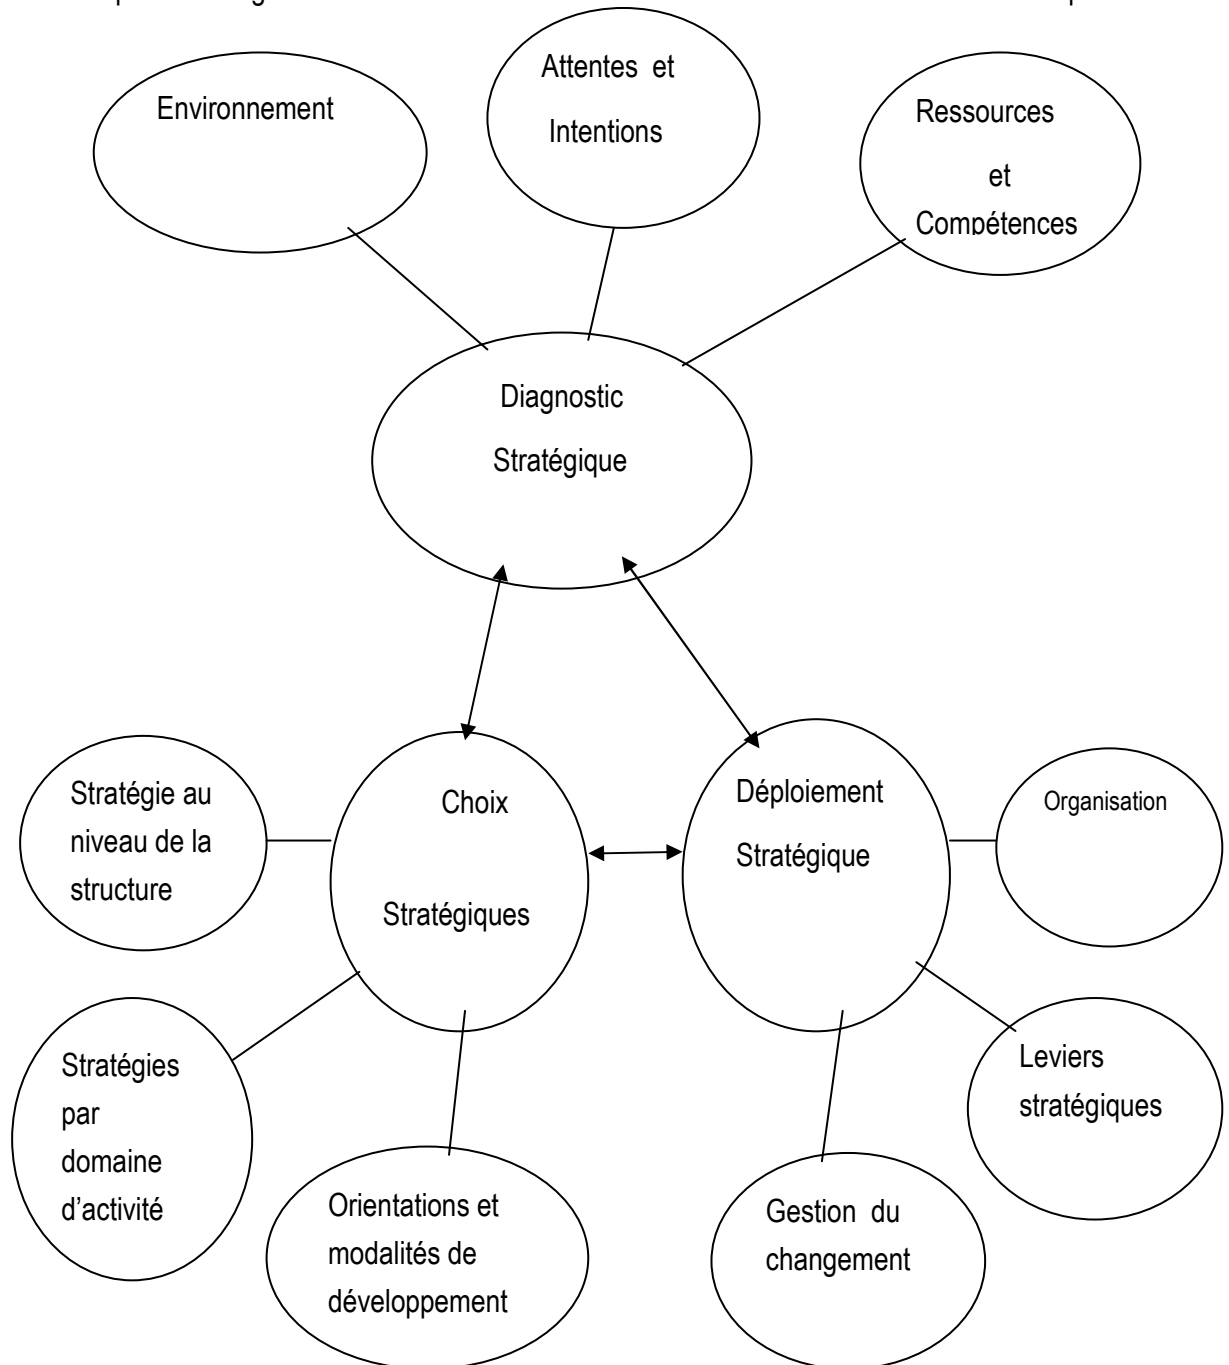 Environnement
Attentes et
Intentions
Ressources
et
Compétences
Diagnostic
Stratégique
Stratégie au
niveau de la
structure
Choix
Stratégiques
Déploiement
Stratégique
Organisation
Stratégies
par
domaine
d’activité
Orientations et
modalités de
développement
Gestion du
changement
Leviers
stratégiques